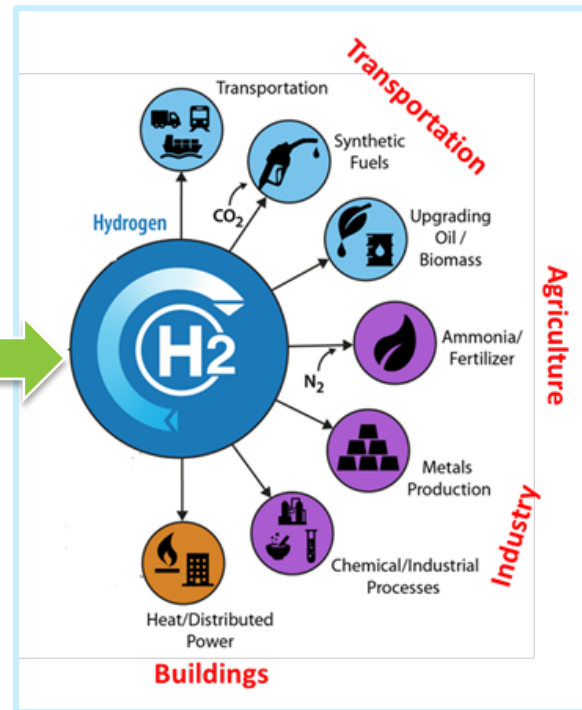 Transportation
Transportation
Synthetic
Fuels
CO2
Hydrogen
Upgrading
Oil /
Biomass
H2
Agriculture
Ammonia/
Fertilizer
N2
Metals
Production
Industry
Chemical/Industrial
Processes
Heat/Distributed
Power
Buildings